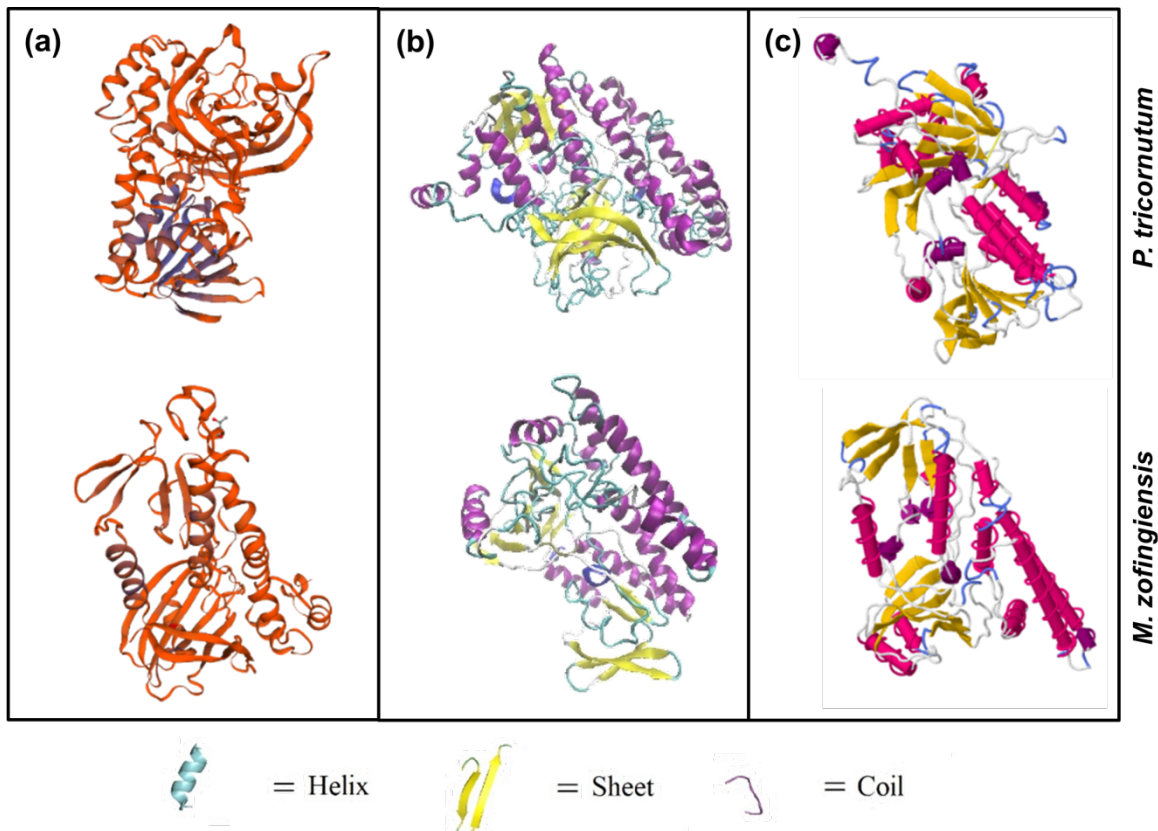 (a)
(b)
(c)
P. tricornutum
M. zofingiensis
= Helix
= Sheet
= Coil